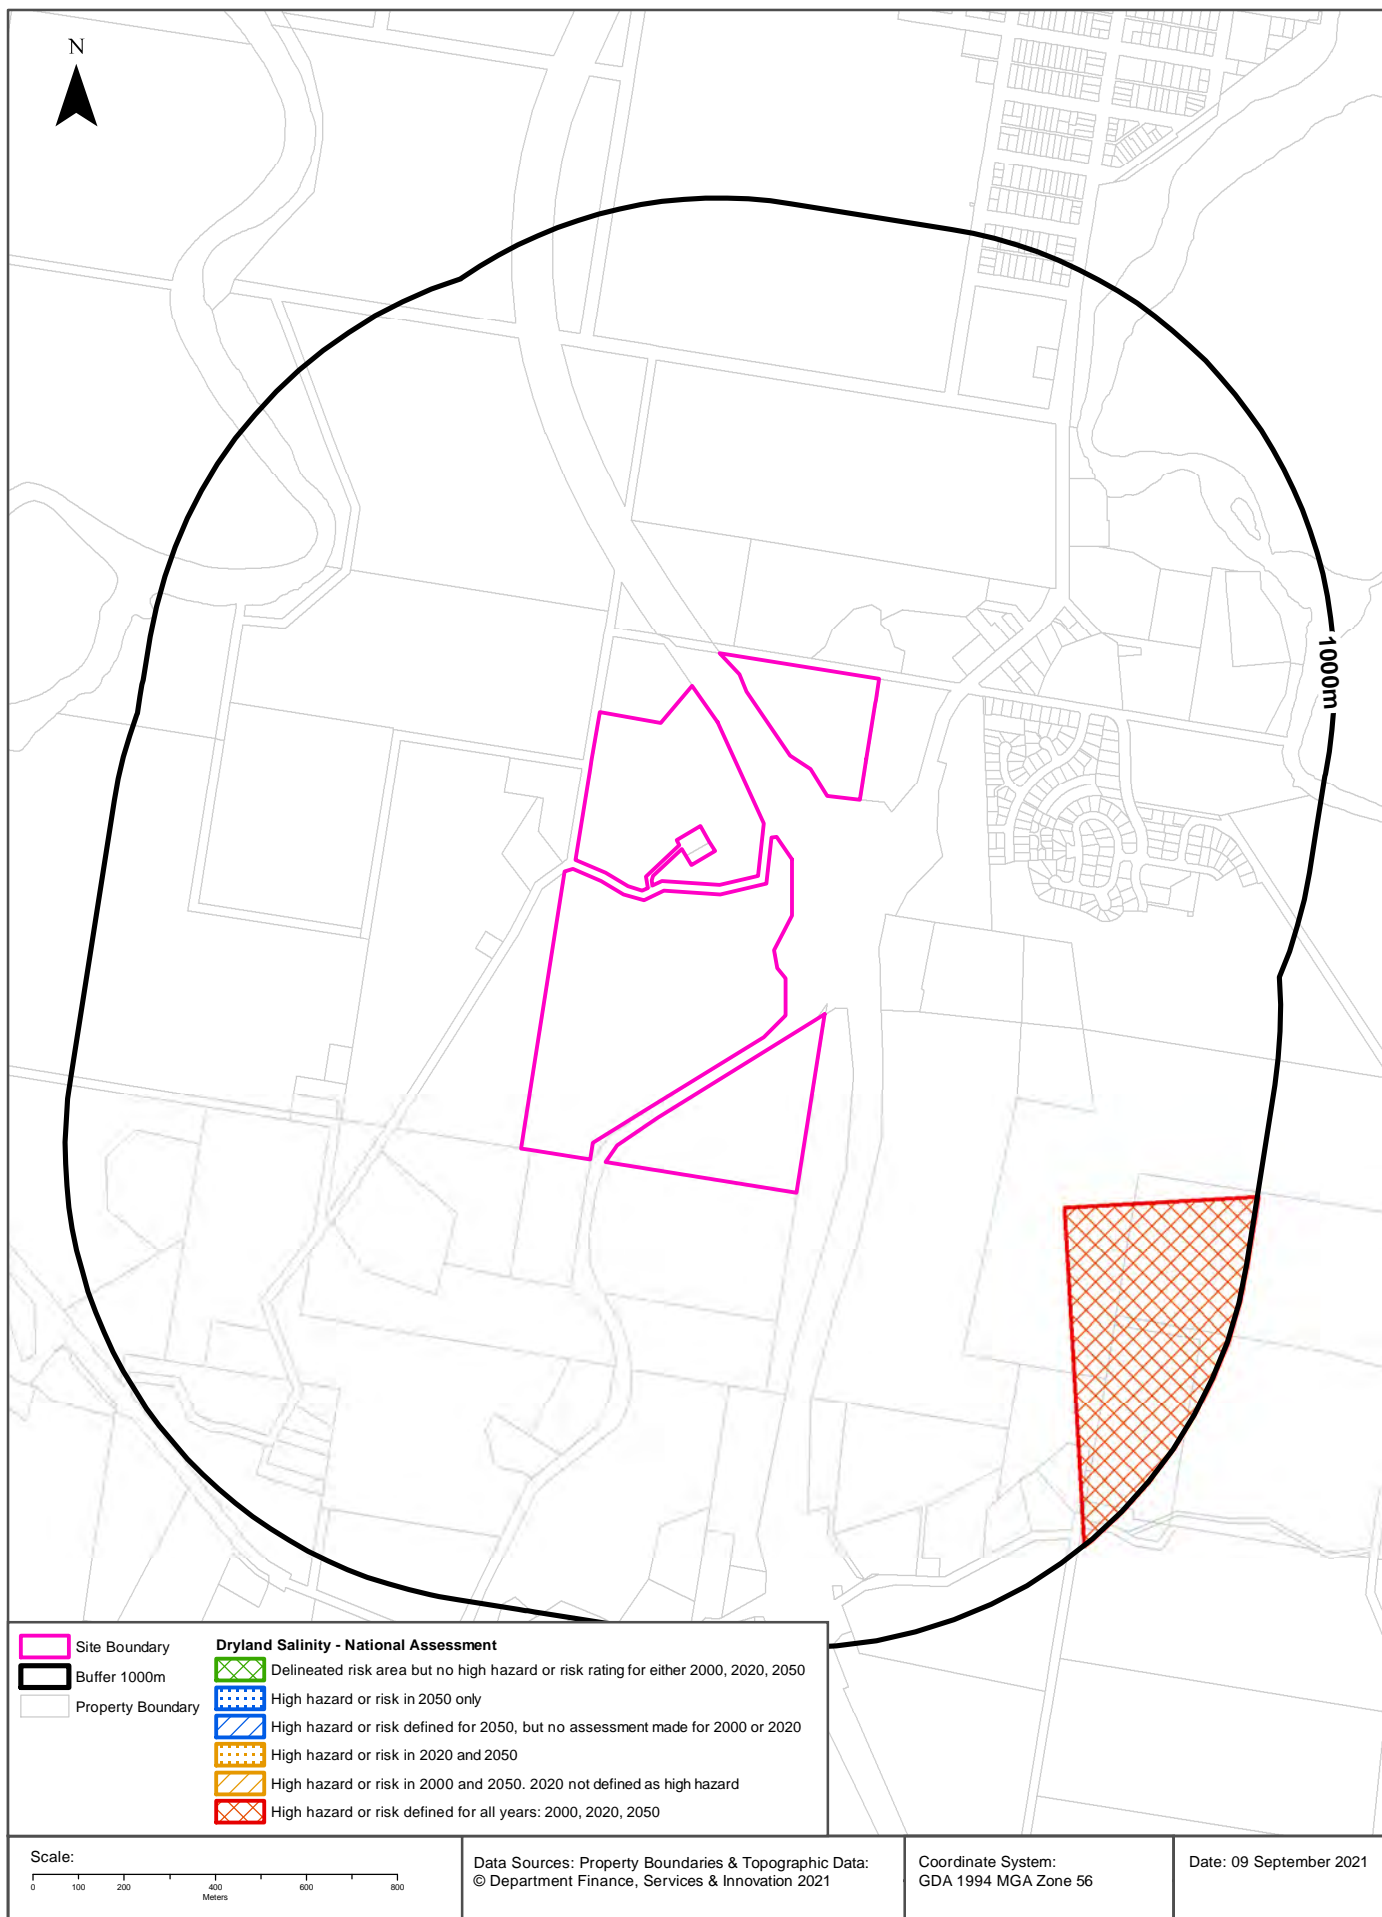 N
1000m
Site Boundary
Buffer 1000m
Property Boundary
Dryland Salinity - National Assessment
Delineated risk area but no high hazard or risk rating for either 2000, 2020, 2050
High hazard or risk in 2050 only
High hazard or risk defined for 2050, but no assessment made for 2000 or 2020
High hazard or risk in 2020 and 2050
High hazard or risk in 2000 and 2050. 2020 not defined as high hazard
High hazard or risk defined for all years: 2000, 2020, 2050
Scale:
0 100 200 400 600 800
Meters
Data Sources: Property Boundaries & Topographic Data:
© Department Finance, Services & Innovation 2021
Coordinate System:
GDA 1994 MGA Zone 56
Date: 09 September 2021